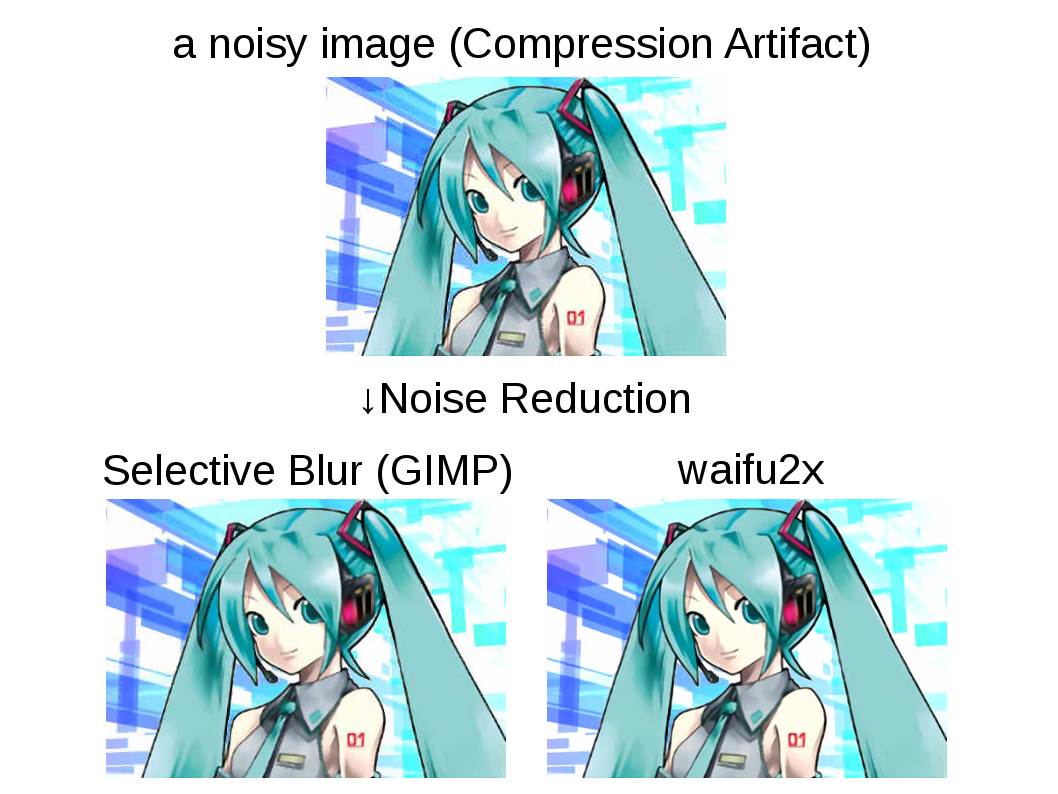 a noisy image (Compression Artifact)
01
↓Noise Reduction
Selective Blur (GIMP)
waifu2x
01
01